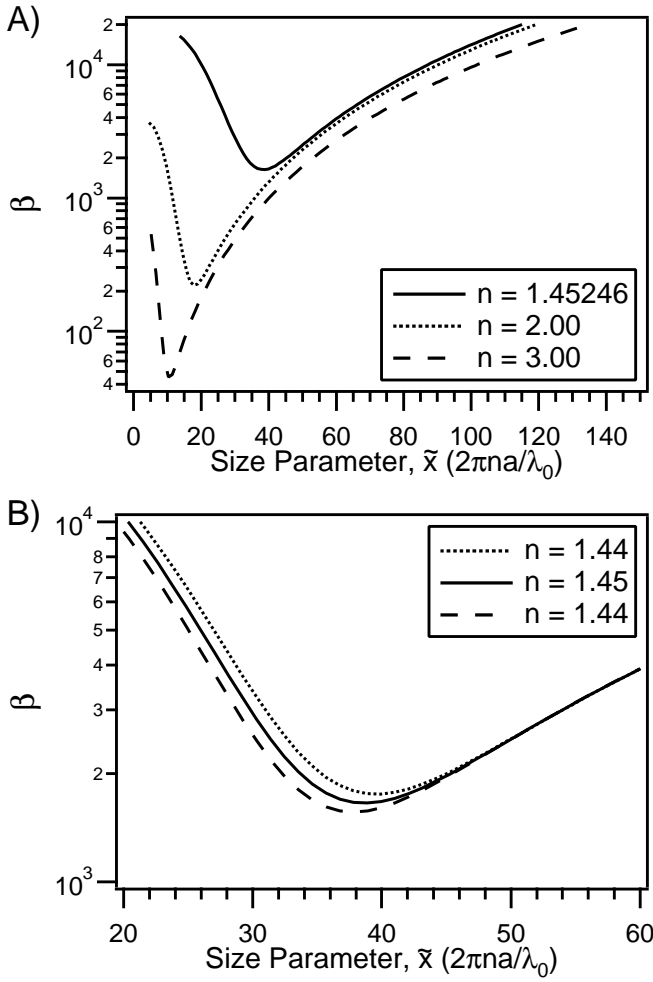 A)
2
10⁴
6
4
2
10³
6
4
2
10²
6
4
β
n = 1.45246
n = 2.00
n = 3.00
0 20 40 60 80 100 120 140
Size Parameter, x̃ (2πna/λ₀)
B)
10⁴
8
7
6
5
4
3
2
10³
β
n = 1.44
n = 1.45
n = 1.44
20 30 40 50 60
Size Parameter, x̃ (2πna/λ₀)